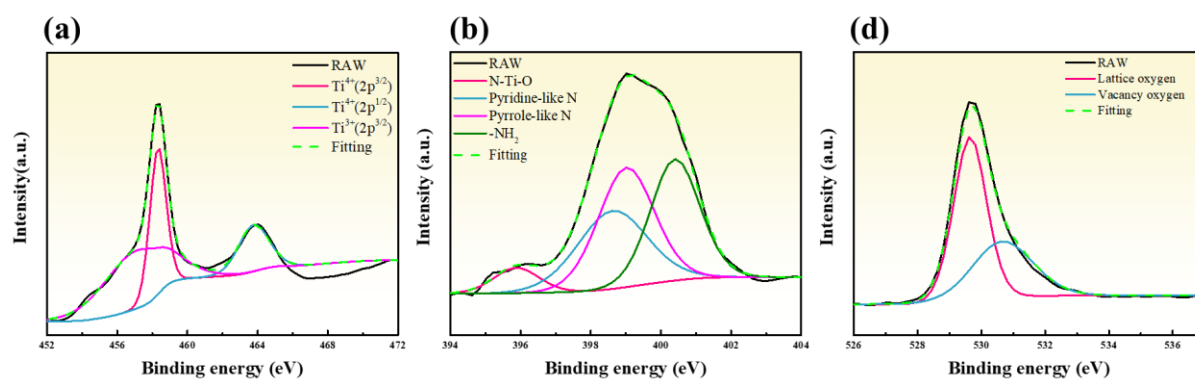 (a)
RAW
Ti⁴⁺(2p³/²)
Ti⁴⁺(2p¹/²)
Ti³⁺(2p³/²)
Fitting
Intensity(a.u.)
452 456 460 464 468 472
Binding energy (eV)
(b)
RAW
N-Ti-O
Pyridine-like N
Pyrrole-like N
-NH₂
Fitting
Intensity (a.u.)
394 396 398 400 402 404
Binding energy (eV)
(d)
RAW
Lattice oxygen
Vacancy oxygen
Fitting
Intensity (a.u.)
526 528 530 532 534 536
Binding energy (eV)